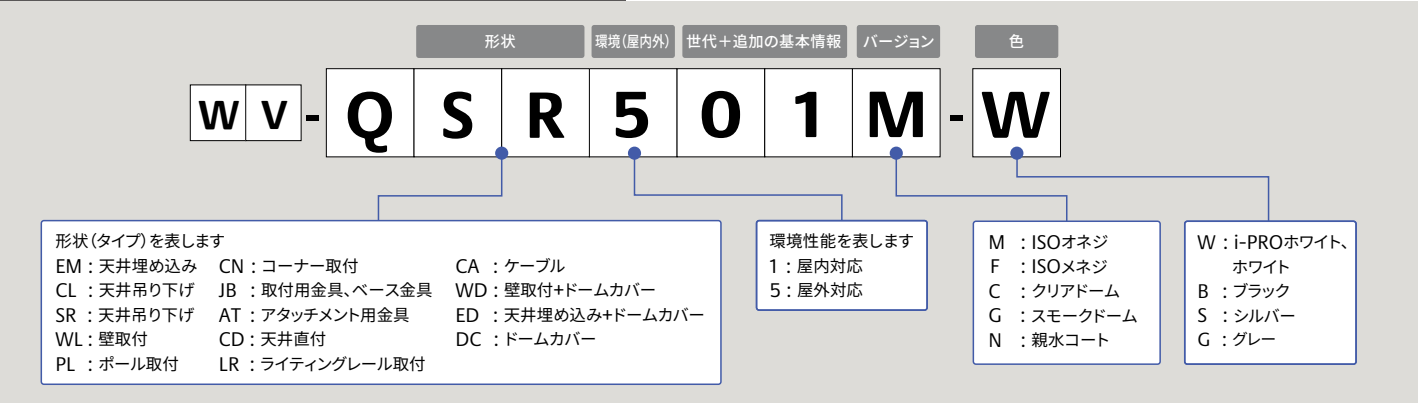 形状 環境(屋内外) 世代+追加の基本情報 バージョン 色
WV-QSR501M-W
形状(タイプ)を表します
EM:天井埋め込み CN:コーナー取付 CA:ケーブル
CL:天井吊り下げ JB:取付用金具、ベース金具 WD:壁取付+ドームカバー
SR:天井吊り下げ AT:アタッチメント用金具 ED:天井埋め込み+ドームカバー
WL:壁取付 CD:天井直付 DC:ドームカバー
PL:ポール取付 LR:ライティングレール取付
環境性能を表します
1:屋内対応
5:屋外対応
M:ISOオネジ
F:ISOメネジ
C:クリアドーム
G:スモークドーム
N:親水コート
W:i-PROホワイト、
ホワイト
B:ブラック
S:シルバー
G:グレー